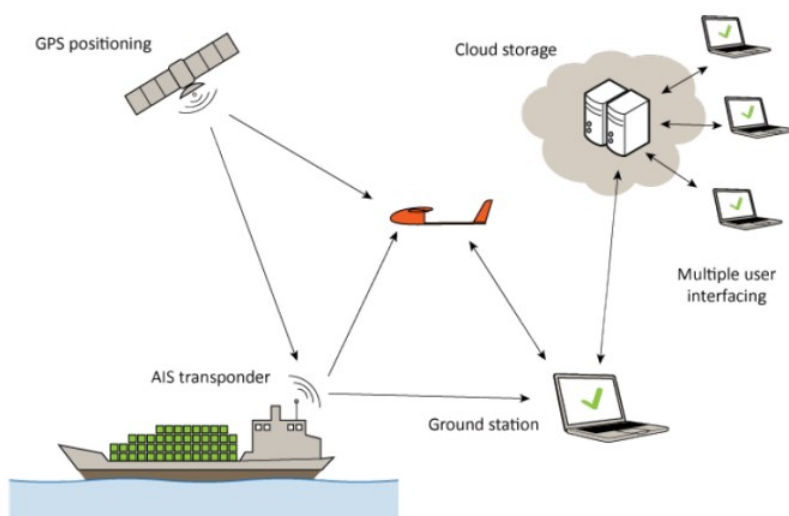 GPS positioning
Cloud storage
Multiple user
interfacing
AIS transponder
Ground station